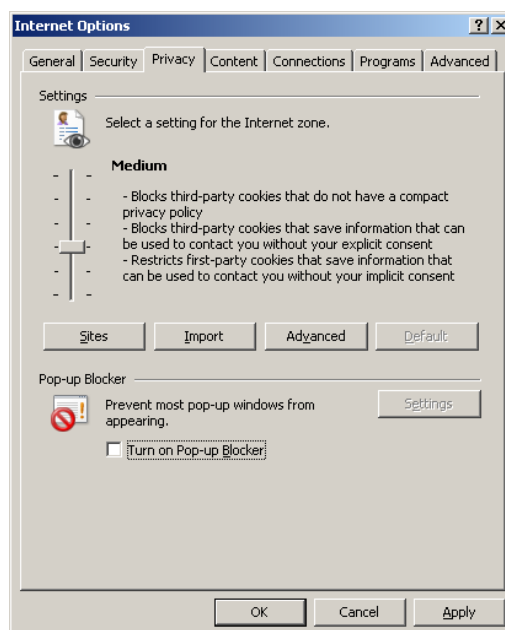 Internet Options
General Security Privacy Content Connections Programs Advanced
Settings
Select a setting for the Internet zone.
Medium
- Blocks third-party cookies that do not have a compact
privacy policy
- Blocks third-party cookies that save information that can
be used to contact you without your explicit consent
- Restricts first-party cookies that save information that
can be used to contact you without your implicit consent
Sites Import Advanced Default
Pop-up Blocker
Prevent most pop-up windows from
appearing.
Settings
Turn on Pop-up Blocker
OK Cancel Apply